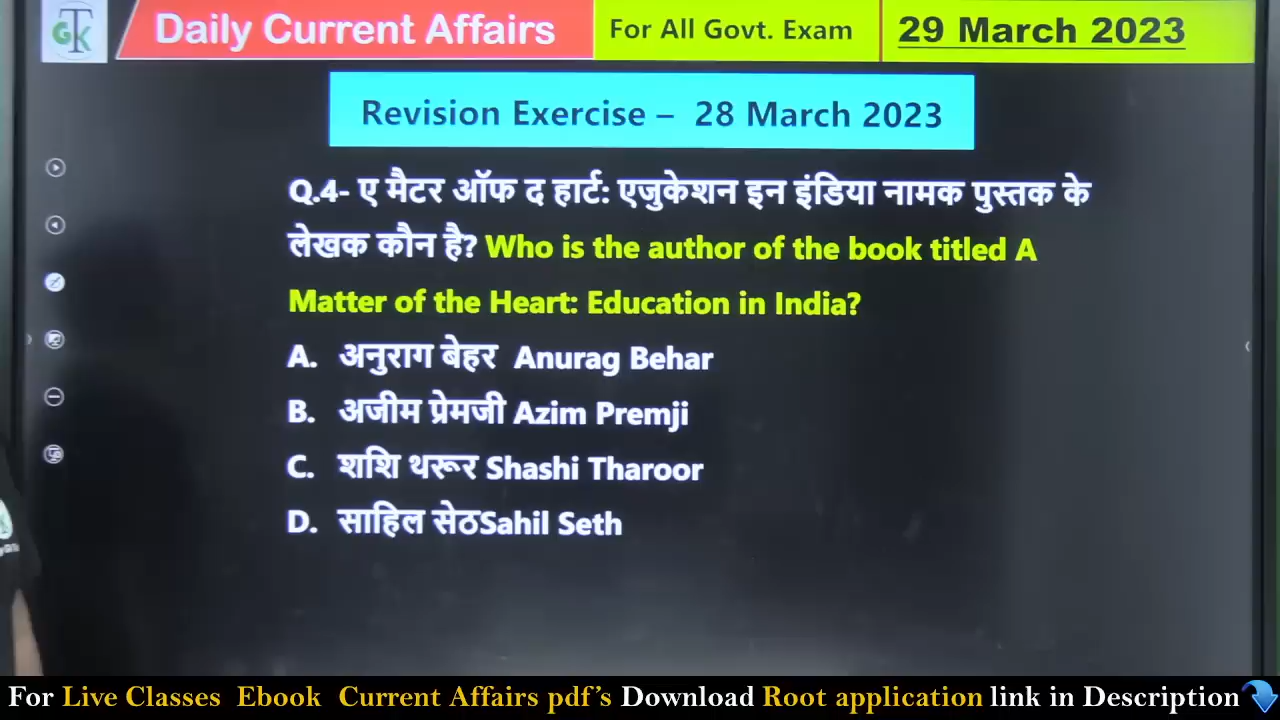 GTK
Daily Current Affairs
For All Govt. Exam
29 March 2023
Revision Exercise – 28 March 2023
Q.4- ए मैटर ऑफ द हार्ट: एजुकेशन इन इंडिया नामक पुस्तक के
लेखक कौन है? Who is the author of the book titled A
Matter of the Heart: Education in India?
A. अनुराग बेहर Anurag Behar
B. अजीम प्रेमजी Azim Premji
C. शशि थरूर Shashi Tharoor
D. साहिल सेठSahil Seth
For Live Classes Ebook Current Affairs pdf's Download Root application link in Description